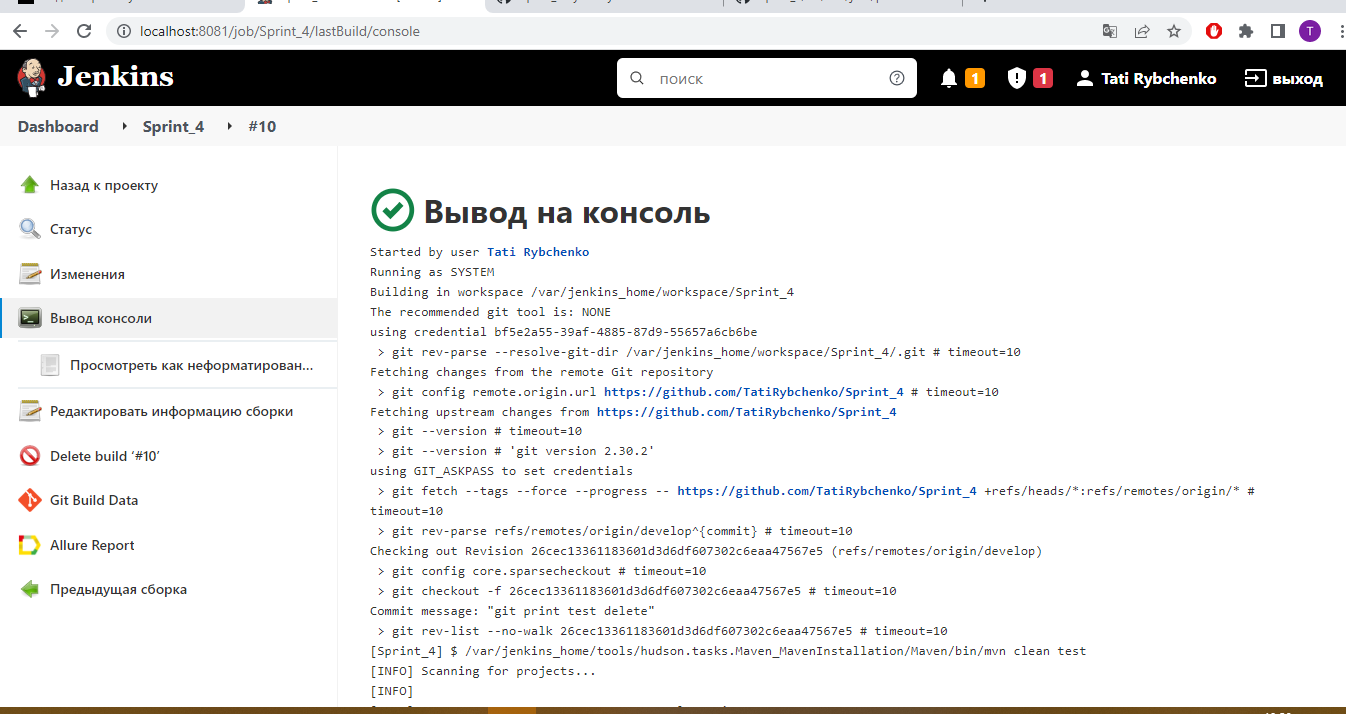 localhost:8081/job/Sprint_4/lastBuild/console
T
Jenkins
поиск
1
1
Tati Rybchenko
выход
Dashboard
Sprint_4
#10
Назад к проекту
Статус
Изменения
Вывод консоли
Просмотреть как неформатирован...
Редактировать информацию сборки
Delete build ‘#10’
Git Build Data
Allure Report
Предыдущая сборка
Вывод на консоль
Started by user Tati Rybchenko
Running as SYSTEM
Building in workspace /var/jenkins_home/workspace/Sprint_4
The recommended git tool is: NONE
using credential bf5e2a55-39af-4885-87d9-55657a6cb6be
> git rev-parse --resolve-git-dir /var/jenkins_home/workspace/Sprint_4/.git # timeout=10
Fetching changes from the remote Git repository
> git config remote.origin.url https://github.com/TatiRybchenko/Sprint_4 # timeout=10
Fetching upstream changes from https://github.com/TatiRybchenko/Sprint_4
> git --version # timeout=10
> git --version # 'git version 2.30.2'
using GIT_ASKPASS to set credentials
> git fetch --tags --force --progress -- https://github.com/TatiRybchenko/Sprint_4 +refs/heads/*:refs/remotes/origin/* #
timeout=10
> git rev-parse refs/remotes/origin/develop^{commit} # timeout=10
Checking out Revision 26cec13361183601d3d6df607302c6eaa47567e5 (refs/remotes/origin/develop)
> git config core.sparsecheckout # timeout=10
> git checkout -f 26cec13361183601d3d6df607302c6eaa47567e5 # timeout=10
Commit message: "git print test delete"
> git rev-list --no-walk 26cec13361183601d3d6df607302c6eaa47567e5 # timeout=10
[Sprint_4] $ /var/jenkins_home/tools/hudson.tasks.Maven_MavenInstallation/Maven/bin/mvn clean test
[INFO] Scanning for projects...
[INFO]